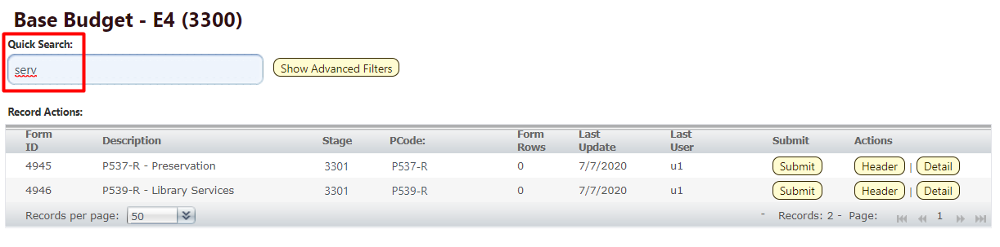 Base Budget - E4 (3300)
Quick Search:
serv
Show Advanced Filters
Record Actions:
Form ID Description Stage PCode: Form Rows Last Update Last User Submit Actions
4945 P537-R - Preservation 3301 P537-R 0 7/7/2020 u1 Submit Header | Detail
4946 P539-R - Library Services 3301 P539-R 0 7/7/2020 u1 Submit Header | Detail
Records per page: 50 - Records: 2 - Page: 1